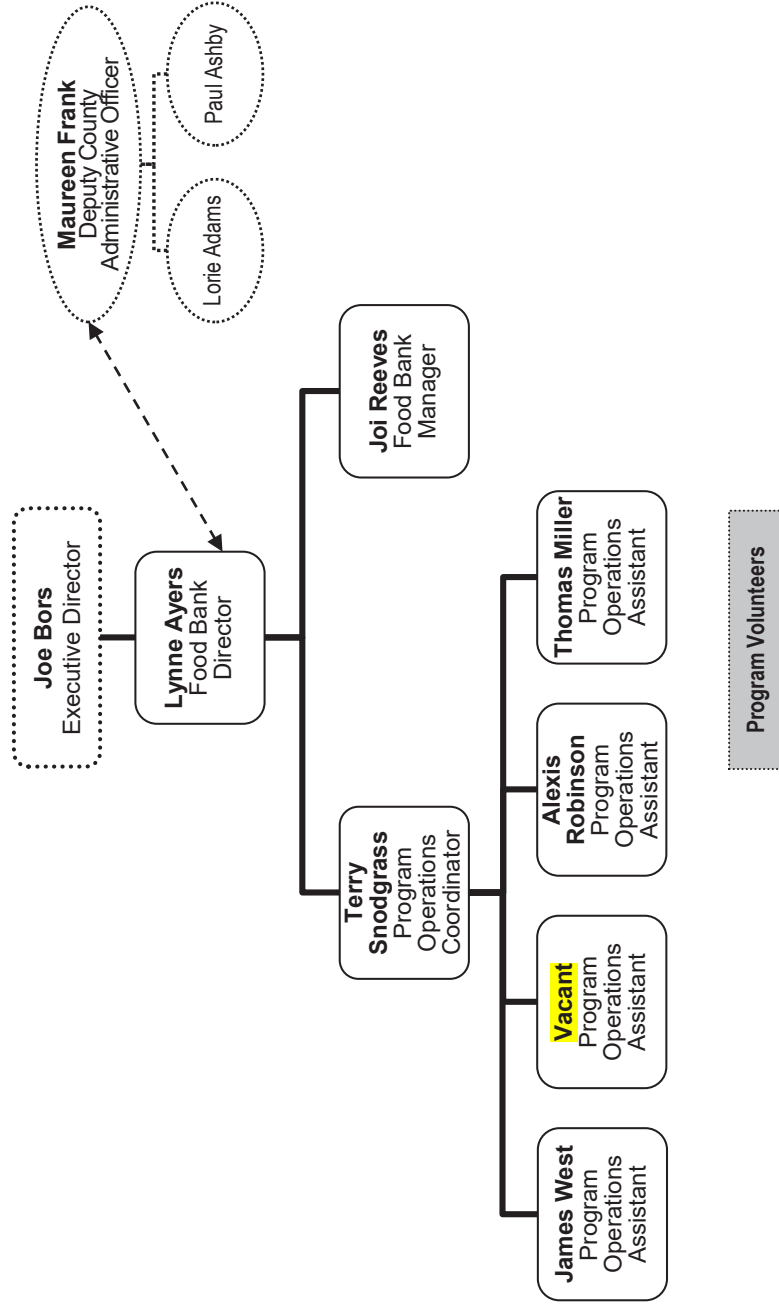 Joe Bors
Executive Director
Maureen Frank
Deputy County
Administrative Officer
Lorie Adams
Paul Ashby
Lynne Ayers
Food Bank
Director
Terry
Snodgrass
Program
Operations
Coordinator
Joi Reeves
Food Bank
Manager
James West
Program
Operations
Assistant
Vacant
Program
Operations
Assistant
Alexis
Robinson
Program
Operations
Assistant
Thomas Miller
Program
Operations
Assistant
Program Volunteers